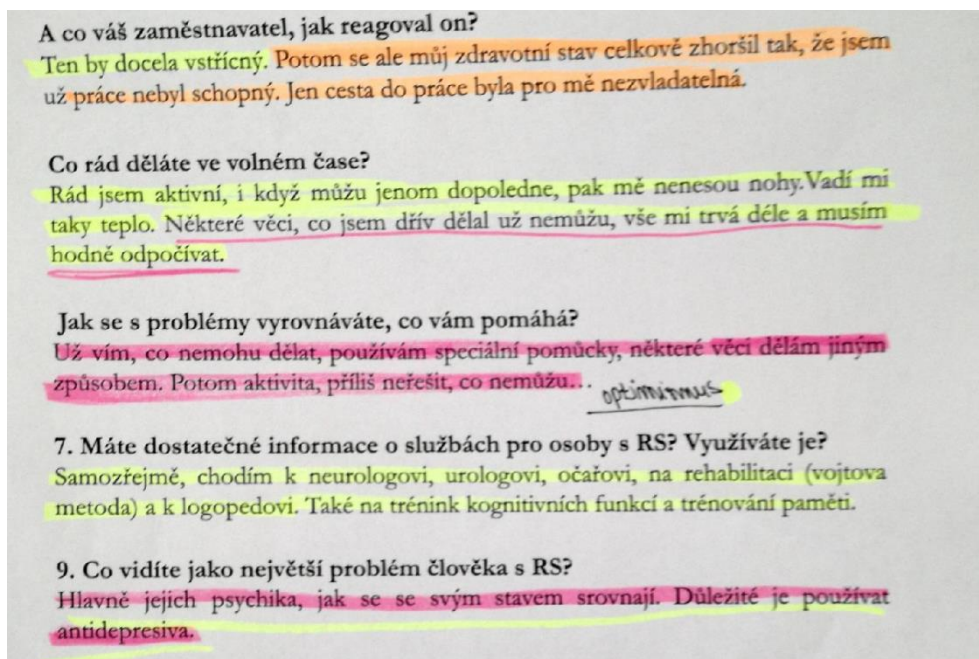 A co váš zaměstnavatel, jak reagoval on?
Ten by docela vstřícný. Potom se ale můj zdravotní stav celkově zhoršil tak, že jsem
už práce nebyl schopný. Jen cesta do práce byla pro mě nezvladatelná.
Co rád děláte ve volném čase?
Rád jsem aktivní, i když můžu jenom dopoledne, pak mě nenesou nohy.Vadí mi
taky teplo. Některé věci, co jsem dřív dělal už nemůžu, vše mi trvá déle a musím
hodně odpočívat.
Jak se s problémy vyrovnáváte, co vám pomáhá?
Už vím, co nemohu dělat, používám speciální pomůcky, některé věci dělám jiným
způsobem. Potom aktivita, příliš neřešit, co nemůžu…
optimismus
7. Máte dostatečné informace o službách pro osoby s RS? Využíváte je?
Samozřejmě, chodím k neurologovi, urologovi, očařovi, na rehabilitaci (vojtova
metoda) a k logopedovi. Také na trénink kognitivních funkcí a trénování paměti.
9. Co vidíte jako největší problém člověka s RS?
Hlavně jejich psychika, jak se se svým stavem srovnají. Důležité je používat
antidepresiva.